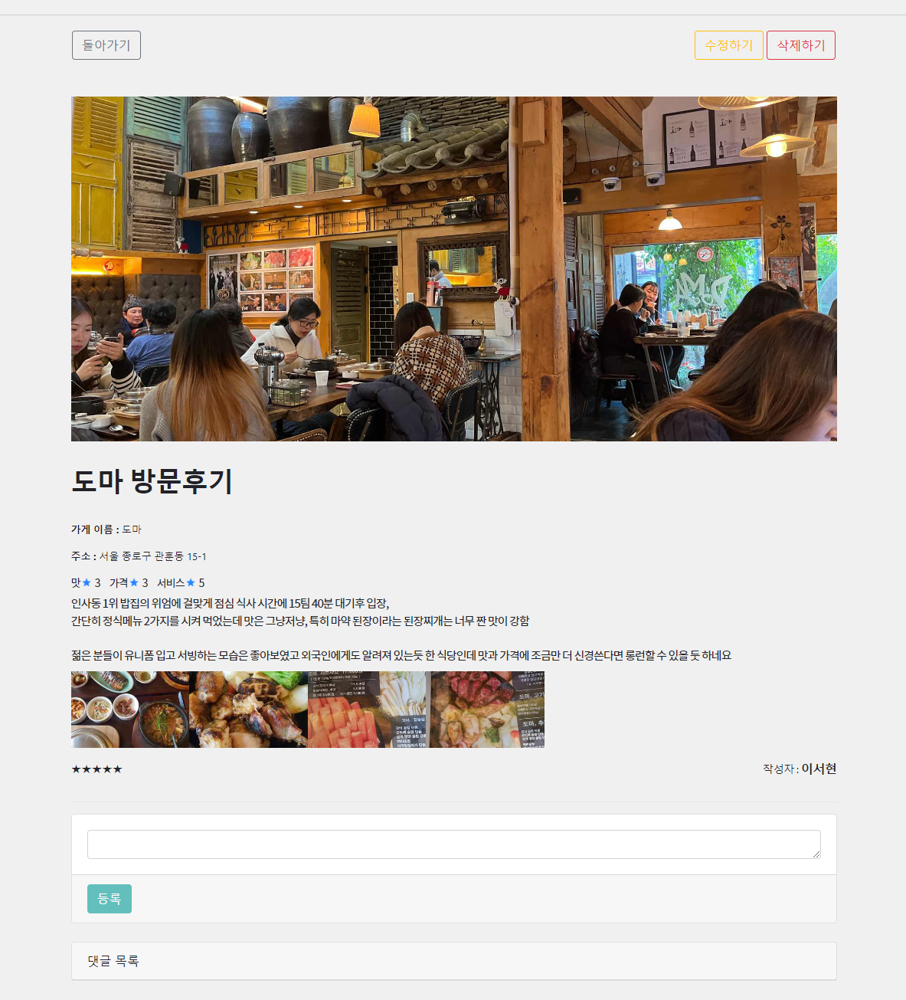 돌아가기
수정하기 삭제하기
도마 방문후기
가게 이름 : 도마
주소 : 서울 종로구 관훈동 15-1
맛★ 3 가격★ 3 서비스★ 5
인사동 1위 밥집의 위엄에 걸맞게 점심 식사 시간에 15팀 40분 대기후 입장,
간단히 정식메뉴 2가지를 시켜 먹었는데 맛은 그냥저냥, 특히 마약 된장이라는 된장찌개는 너무 짠 맛이 강함
젊은 분들이 유니폼 입고 서빙하는 모습은 좋아보였고 외국인에게도 알려져 있는듯 한 식당인데 맛과 가격에 조금만 더 신경쓴다면 롱런할 수 있을 듯 하네요
★★★★★
작성자 : 이서현
등록
댓글 목록